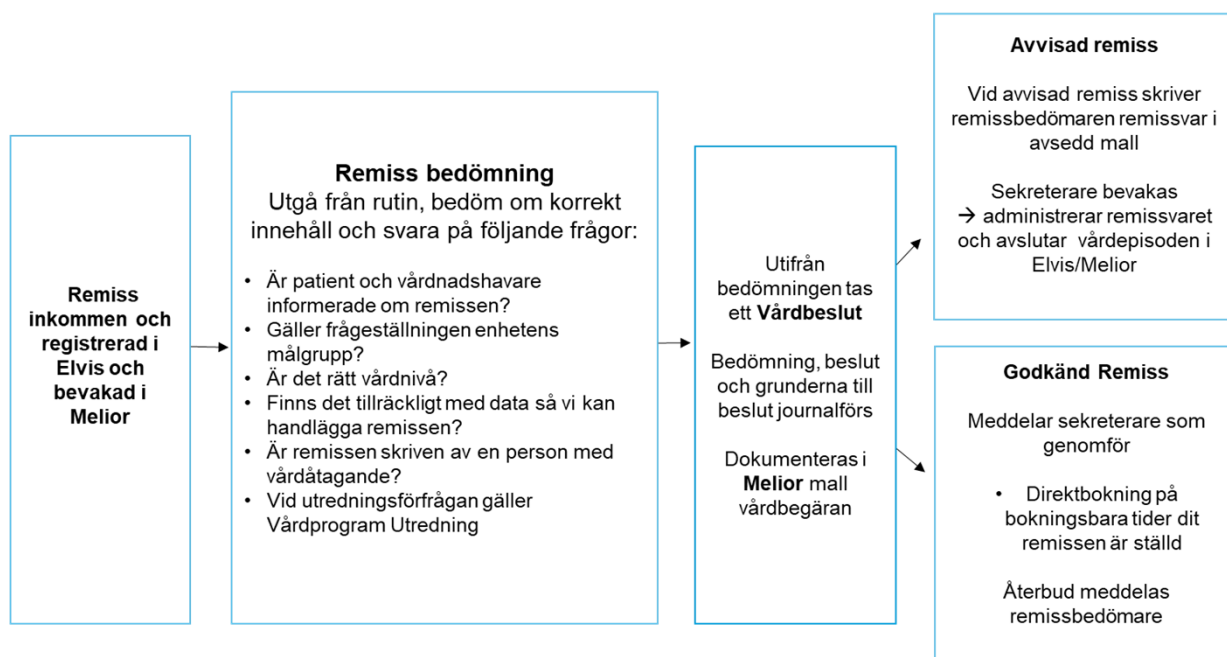 Remiss
inkommen och
registrerad i
Elvis och
bevakad i
Melior
Remiss bedömning
Utgå från rutin, bedöm om korrekt
innehåll och svara på följande frågor:
• Är patient och vårdnadshavare
informerade om remissen?
• Gäller frågeställningen enhetens
målgrupp?
• Är det rätt vårdnivå?
• Finns det tillräckligt med data så vi kan
handlägga remissen?
• Är remissen skriven av en person med
vårdåtagande?
• Vid utredningsförfrågan gäller
Vårdprogram Utredning
Utifrån
bedömningen tas
ett Vårdbeslut
Bedömning, beslut
och grunderna till
beslut journalförs
Dokumenteras i
Melior mall
vårdbegäran
Avvisad remiss
Vid avvisad remiss skriver
remissbedömaren remissvar i
avsedd mall
Sekreterare bevakas
→ administrerar remissvaret
och avslutar vårdepisoden i
Elvis/Melior
Godkänd Remiss
Meddelar sekreterare som
genomför
• Direktbokning på
bokningsbara tider dit
remissen är ställd
Återbud meddelas
remissbedömare